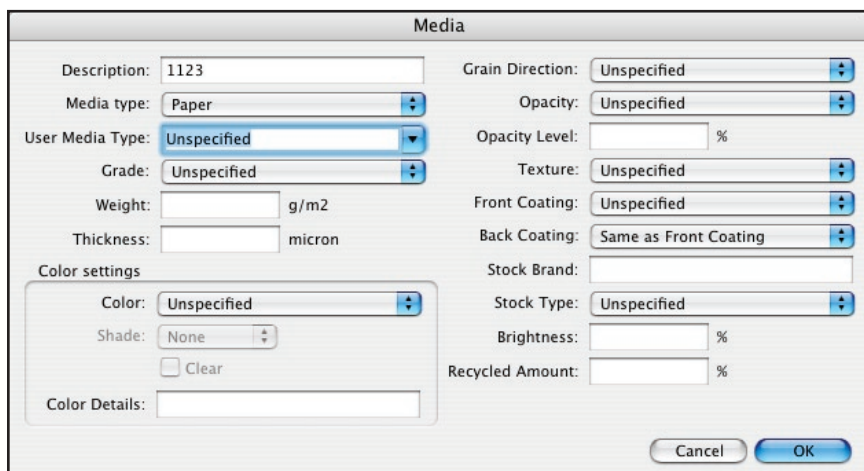 Media
Description: 1123
Media type: Paper
User Media Type: Unspecified
Grade: Unspecified
Weight: g/m2
Thickness: micron
Color settings
Color: Unspecified
Shade: None
Clear
Color Details:
Grain Direction: Unspecified
Opacity: Unspecified
Opacity Level: %
Texture: Unspecified
Front Coating: Unspecified
Back Coating: Same as Front Coating
Stock Brand:
Stock Type: Unspecified
Brightness: %
Recycled Amount: %
Cancel OK